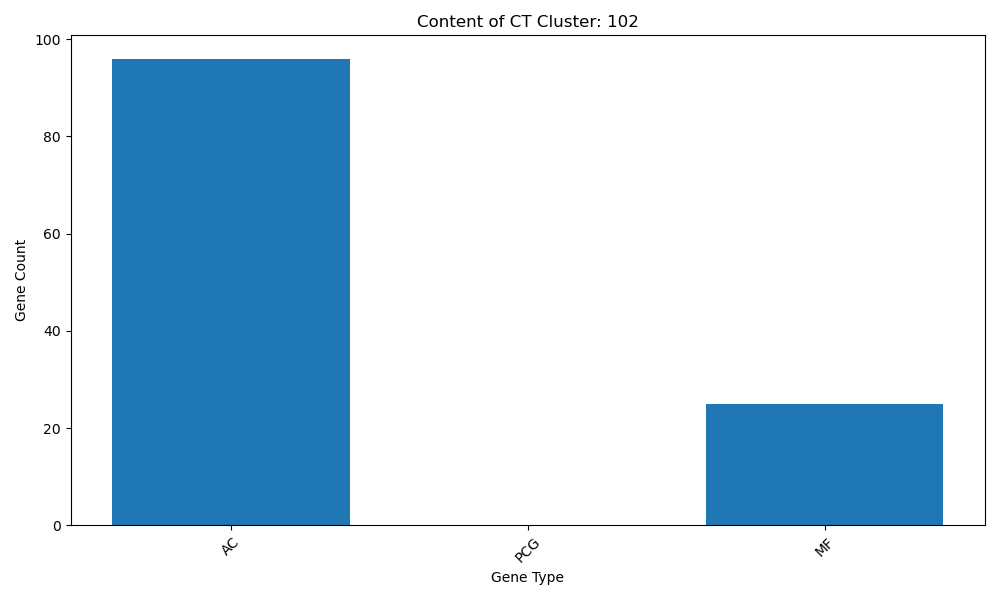 Content of CT Cluster: 102
100
80
60
40
20
0
Gene Count
AC
PCG
MF
Gene Type